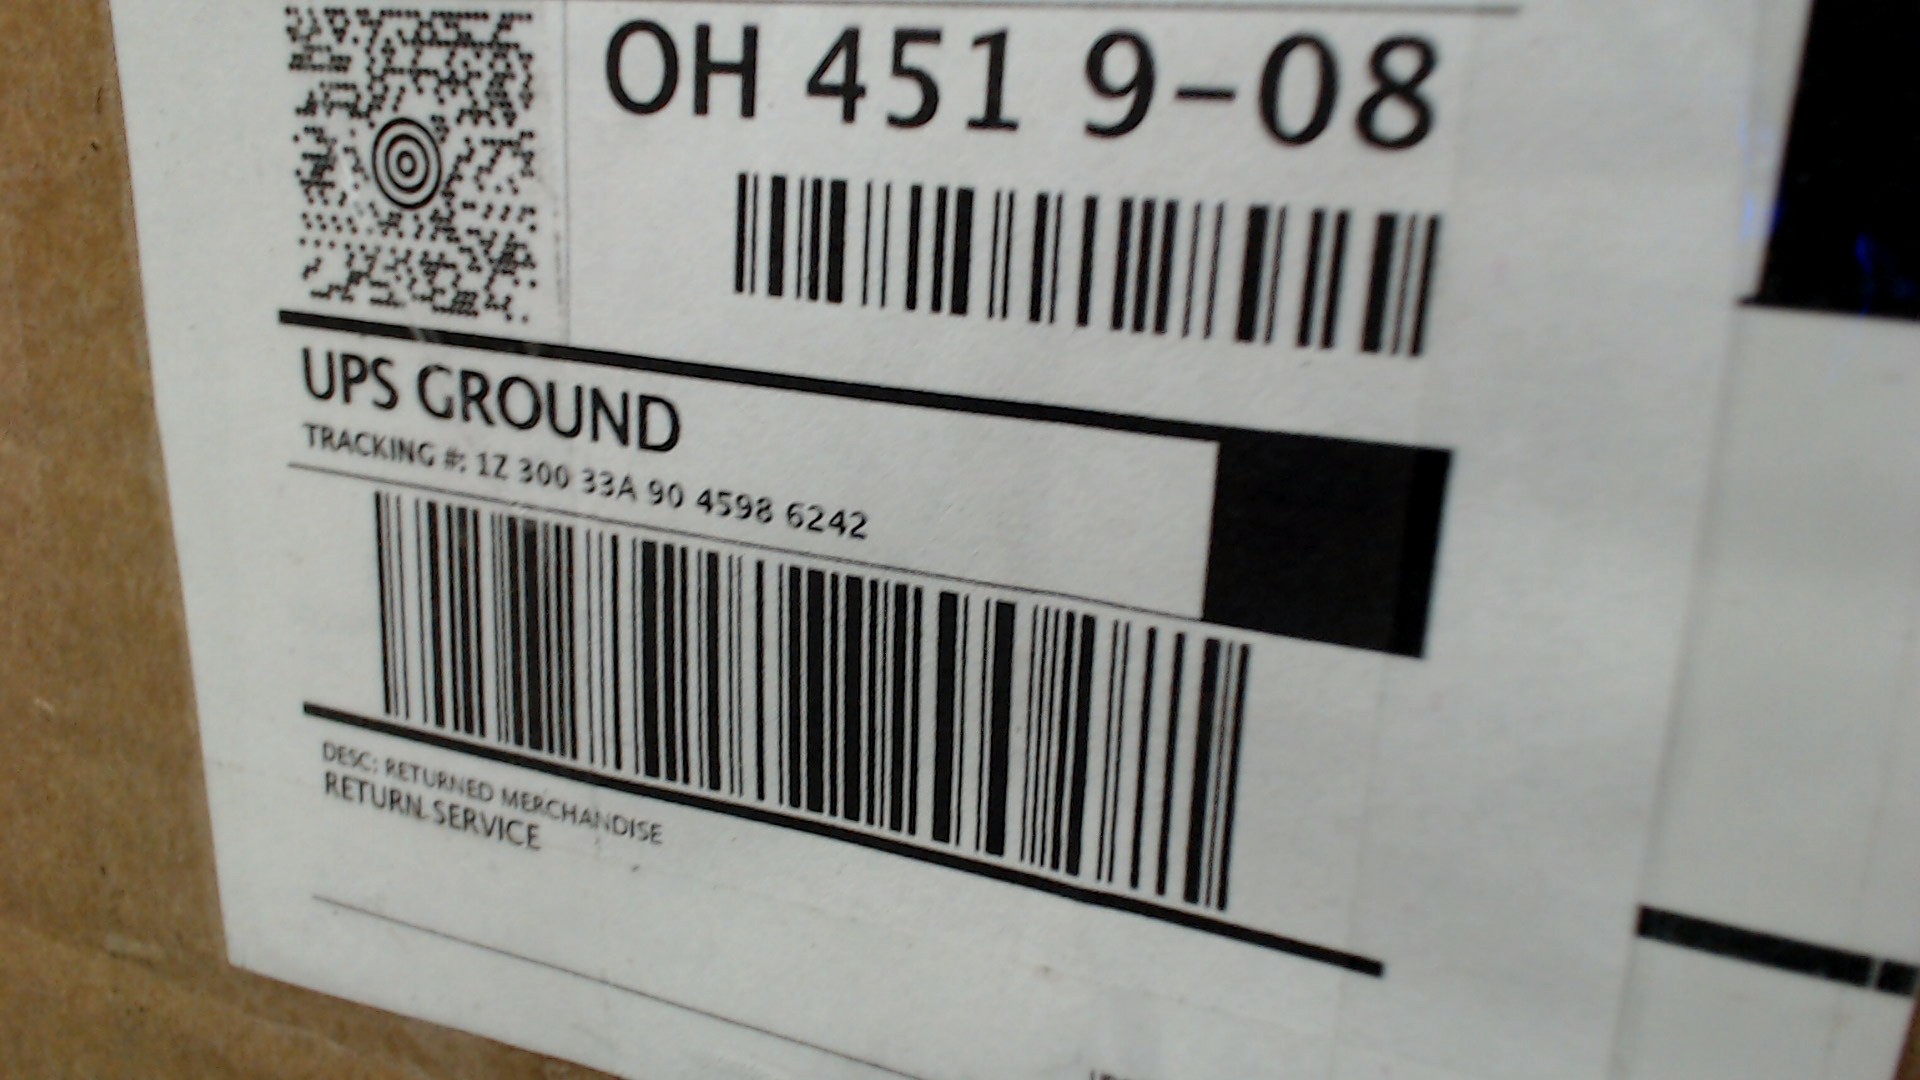 OH 451 9-08
UPS GROUND
TRACKING #: 1Z 300 33A 90 4598 6242
DESC: RETURNED MERCHANDISE
RETURN SERVICE